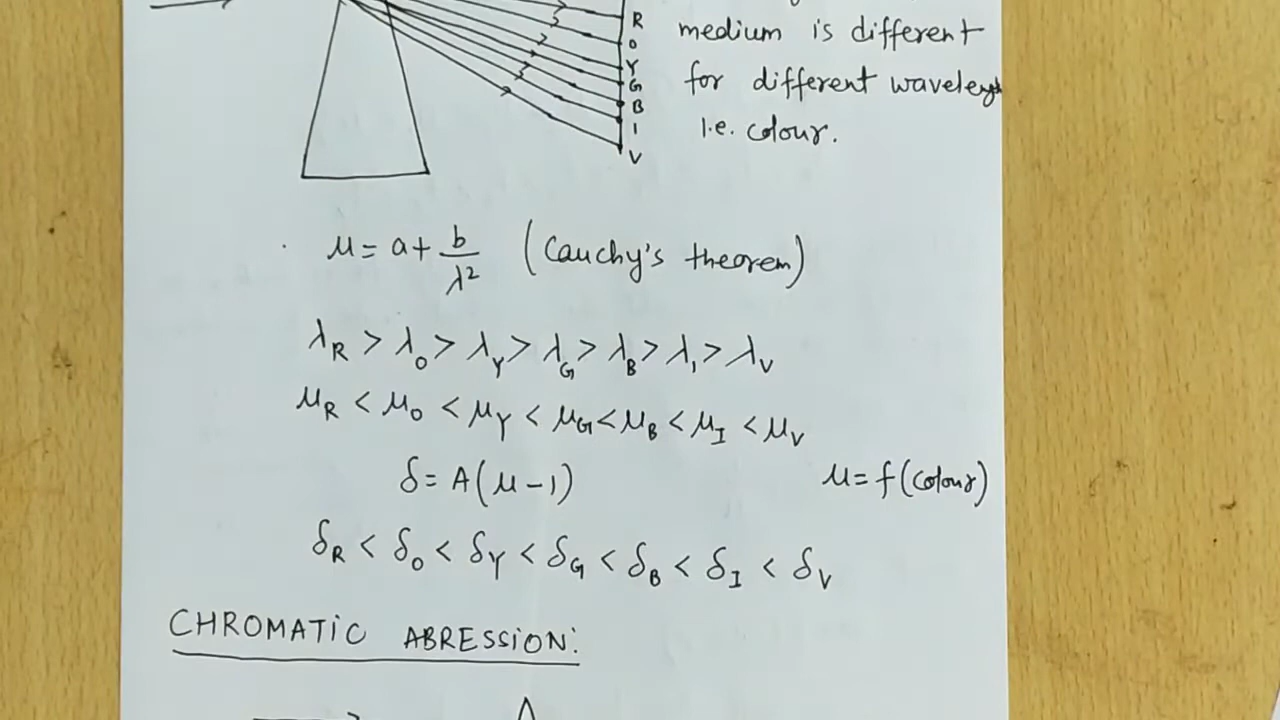 R
O
Y
G
B
I
V
medium is different
for different wavelength
i.e. colour.
μ = a + b/λ² (Cauchy's theorem)
λR > λO > λY > λG > λB > λI > λV
μR < μO < μY < μG < μB < μI < μV
δ = A(μ-1)
μ = f(colour)
δR < δO < δY < δG < δB < δI < δV
CHROMATIC ABRESSION: